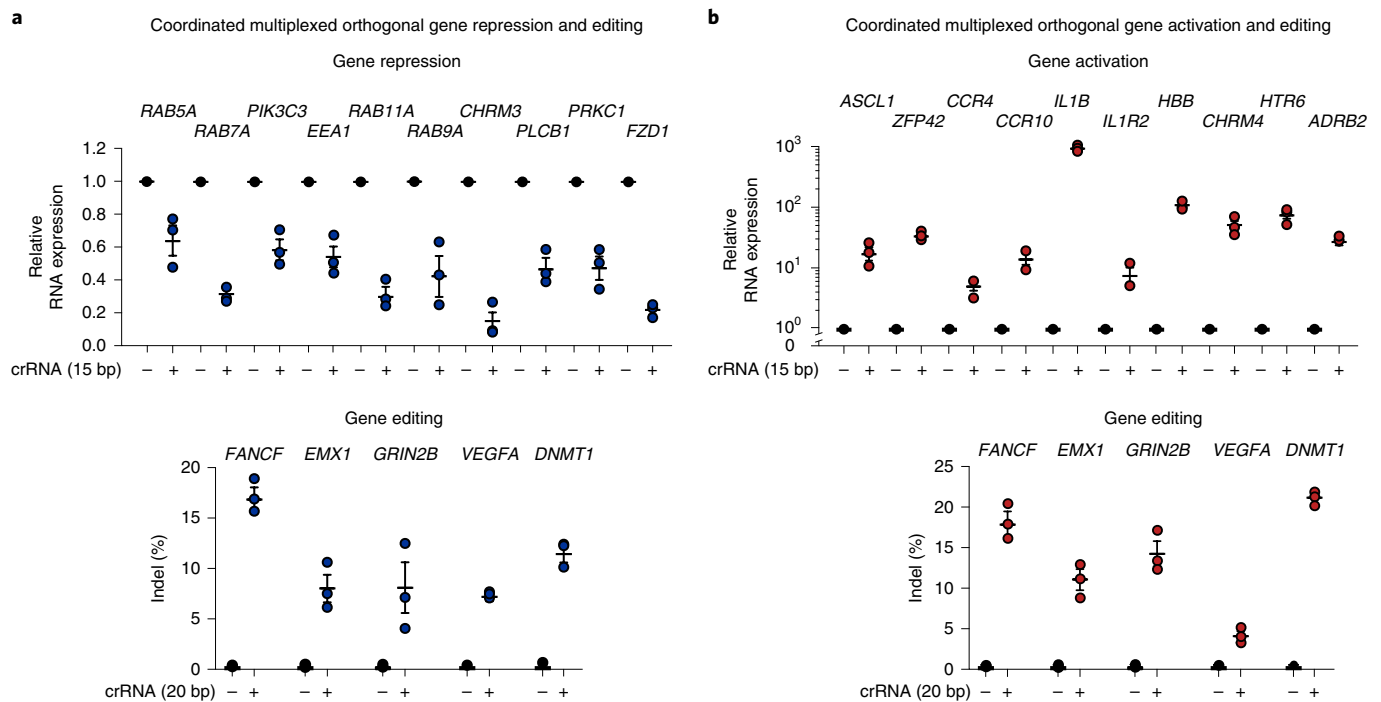 a
Coordinated multiplexed orthogonal gene repression and editing
Gene repression
RAB5A PIK3C3 RAB11A CHRM3 PRKC1
RAB7A EEA1 RAB9A PLCB1 FZD1
Relative
RNA expression
1.2
1.0
0.8
0.6
0.4
0.2
0.0
crRNA (15 bp) – + – + – + – + – + – + – + – + – + – +
Gene editing
FANCF EMX1 GRIN2B VEGFA DNMT1
Indel (%)
20
15
10
5
0
crRNA (20 bp) – + – + – + – + – +
b
Coordinated multiplexed orthogonal gene activation and editing
Gene activation
ASCL1 CCR4 IL1B HBB HTR6
ZFP42 CCR10 IL1R2 CHRM4 ADRB2
Relative
RNA expression
10³
10²
10¹
10⁰
0
crRNA (15 bp) – + – + – + – + – + – + – + – + – + – +
Gene editing
FANCF EMX1 GRIN2B VEGFA DNMT1
Indel (%)
25
20
15
10
5
0
crRNA (20 bp) – + – + – + – + – +